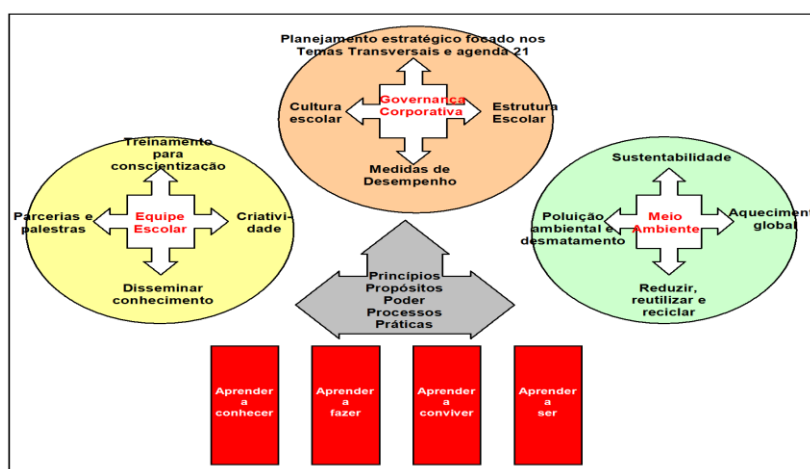 Planejamento estratégico focado nos
Temas Transversais e agenda 21
Cultura
escolar
Governança
Corporativa
Estrutura
Escolar
Medidas de
Desempenho
Treinamento
para
conscientização
Parcerias e
palestras
Equipe
Escolar
Criativi-
dade
Disseminar
conhecimento
Sustentabilidade
Poluição
ambiental e
desmatamento
Meio
Ambiente
Aquecimento
global
Reduzir,
reutilizar e
reciclar
Princípios
Propósitos
Poder
Processos
Práticas
Aprender
a
conhecer
Aprender
a
fazer
Aprender
a
conviver
Aprender
a
ser